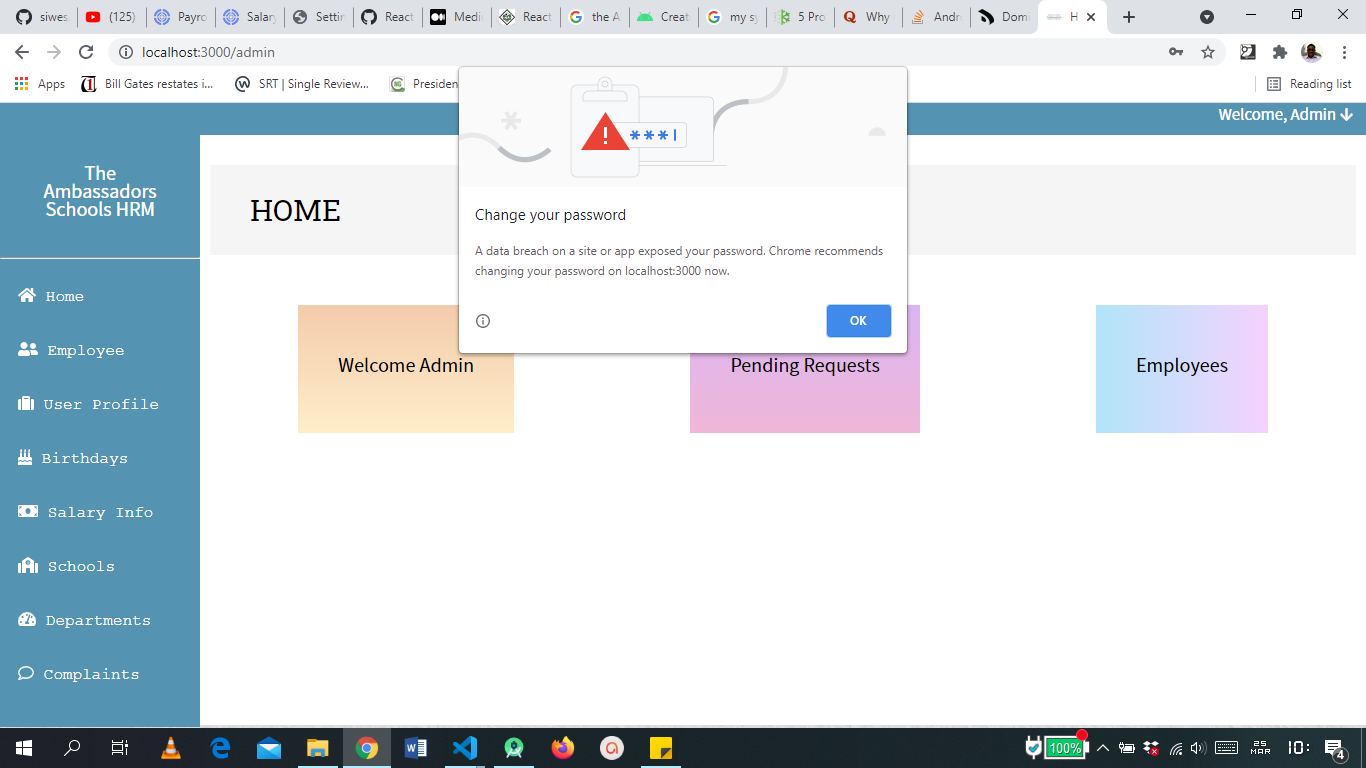 siwes
(125)
Payro
Salary
Settin
React
Medi
React
the A
Creat
my sy
5 Pro
Why
Andr
Dom
H
localhost:3000/admin
Apps
Bill Gates restates i...
SRT | Single Review...
Presiden
Reading list
Welcome, Admin
The
Ambassadors
Schools HRM
HOME
Change your password
A data breach on a site or app exposed your password. Chrome recommends
changing your password on localhost:3000 now.
OK
Home
Employee
User Profile
Birthdays
Salary Info
Schools
Departments
Complaints
Welcome Admin
Pending Requests
Employees
100%
25
MAR
10:
4